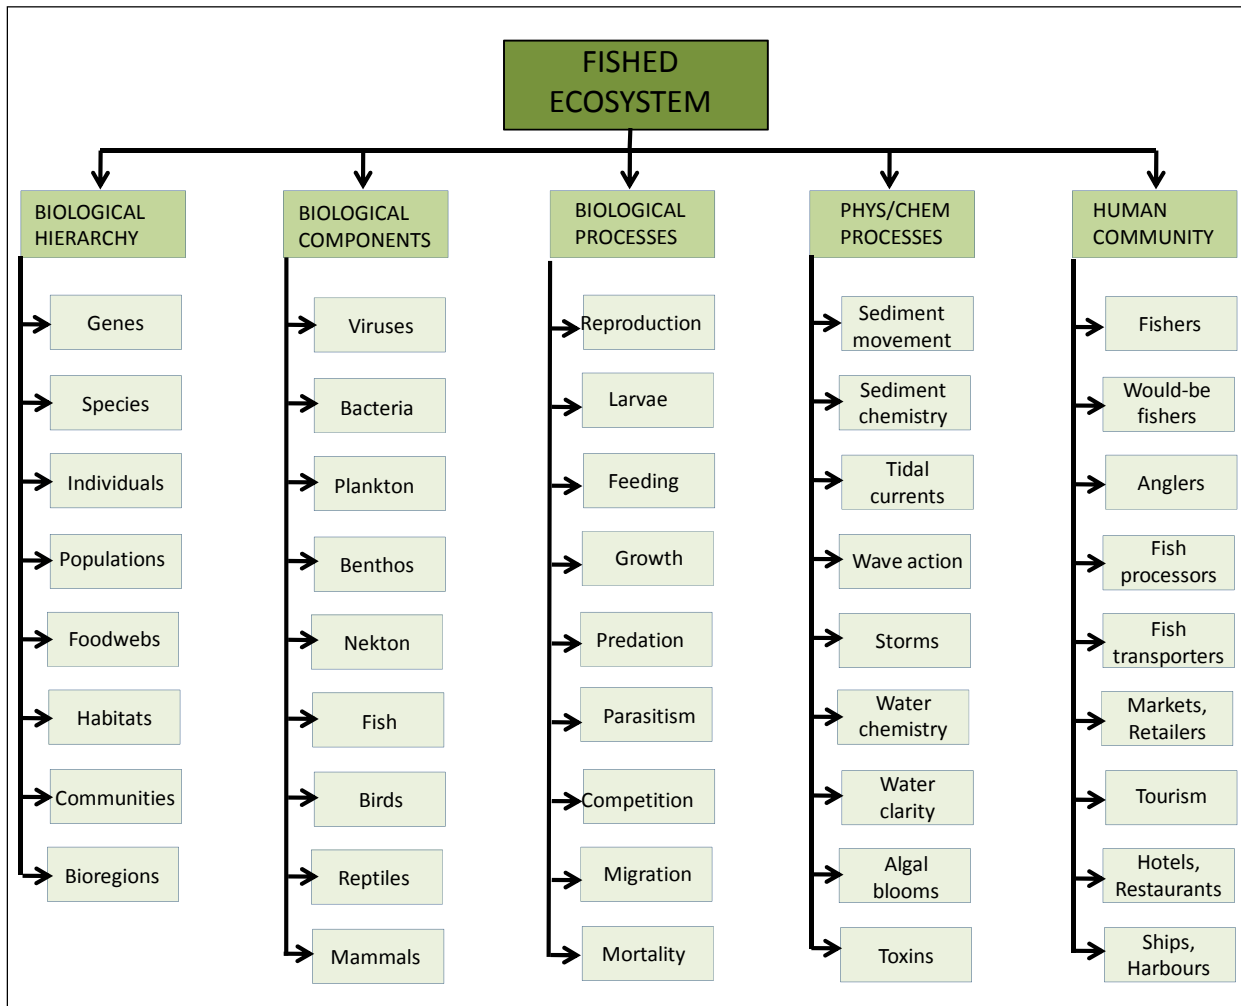 FISHED
ECOSYSTEM
BIOLOGICAL
HIERARCHY
Genes
Species
Individuals
Populations
Foodwebs
Habitats
Communities
Bioregions
BIOLOGICAL
COMPONENTS
Viruses
Bacteria
Plankton
Benthos
Nekton
Fish
Birds
Reptiles
Mammals
BIOLOGICAL
PROCESSES
Reproduction
Larvae
Feeding
Growth
Predation
Parasitism
Competition
Migration
Mortality
PHYS/CHEM
PROCESSES
Sediment
movement
Sediment
chemistry
Tidal
currents
Wave action
Storms
Water
chemistry
Water
clarity
Algal
blooms
Toxins
HUMAN
COMMUNITY
Fishers
Would-be
fishers
Anglers
Fish
processors
Fish
transporters
Markets,
Retailers
Tourism
Hotels,
Restaurants
Ships,
Harbours